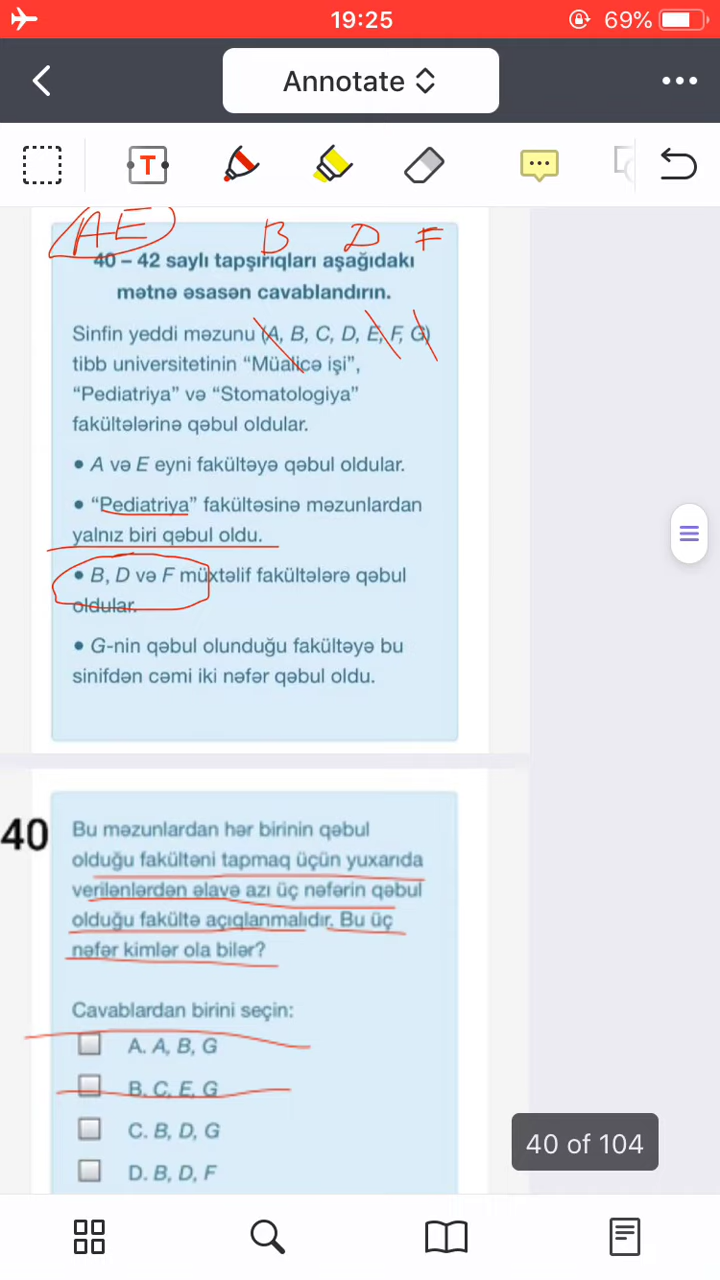 19:25
69%
Annotate
T
AE B D F
40 – 42 saylı tapşırıqları aşağıdakı
mətnə əsasən cavablandırın.
Sinfin yeddi məzunu (A, B, C, D, E, F, G)
tibb universitetinin “Müalicə işi”,
“Pediatriya” və “Stomatologiya”
fakültələrinə qəbul oldular.
• A və E eyni fakültəyə qəbul oldular.
• “Pediatriya” fakültəsinə məzunlardan
yalnız biri qəbul oldu.
• B, D və F müxtəlif fakültələrə qəbul
oldular.
• G-nin qəbul olunduğu fakültəyə bu
sinifdən cəmi iki nəfər qəbul oldu.
40
Bu məzunlardan hər birinin qəbul
olduğu fakültəni tapmaq üçün yuxarıda
verilənlərdən əlavə azı üç nəfərin qəbul
olduğu fakültə açıqlanmalıdır. Bu üç
nəfər kimlər ola bilər?
Cavablardan birini seçin:
A. A, B, G
B. C, E, G
C. B, D, G
D. B, D, F
40 of 104